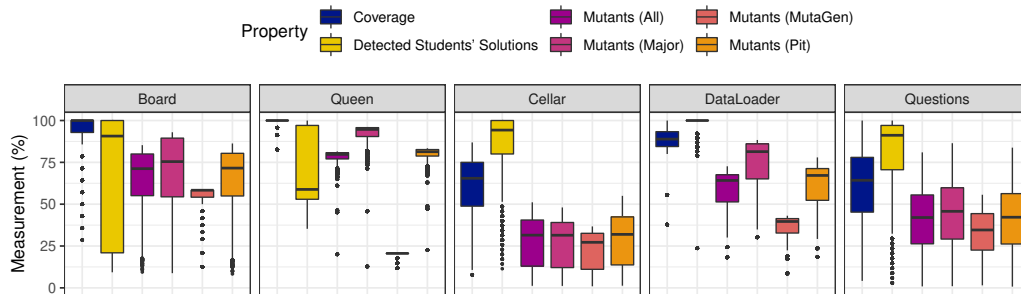 Property
Coverage
Mutants (All)
Mutants (MutaGen)
Detected Students' Solutions
Mutants (Major)
Mutants (Pit)
Board
Queen
Cellar
DataLoader
Questions
Measurement (%)
100
75
50
25
0